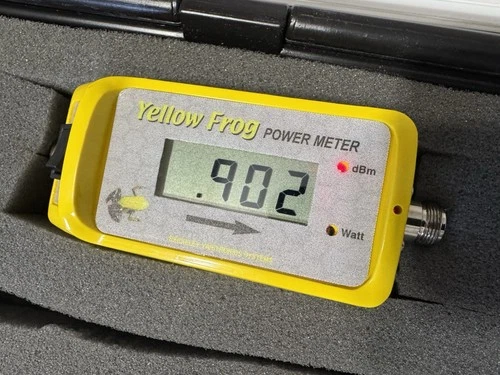 Yellow Frog POWER METER
.902
dBm
Watt